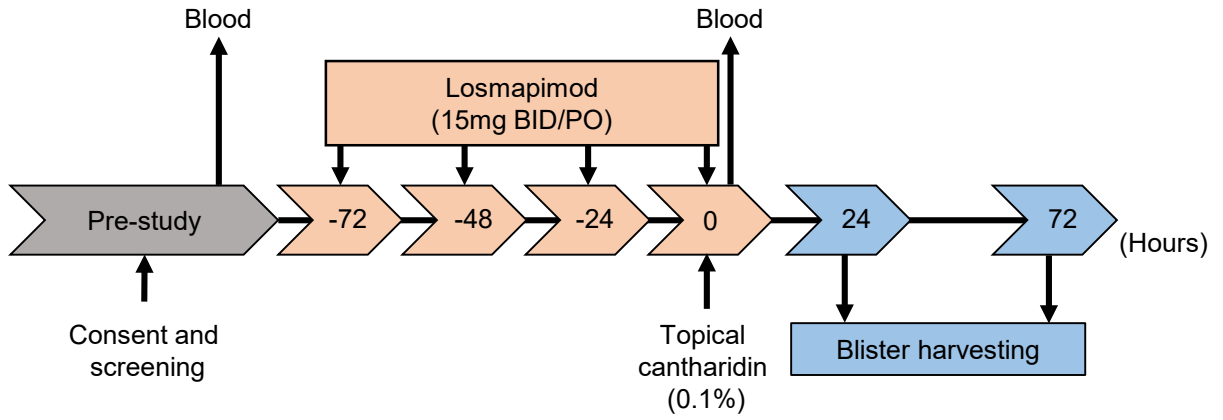 Blood
Blood
Losmapimod
(15mg BID/PO)
Pre-study
-72
-48
-24
0
24
72
(Hours)
Consent and
screening
Topical
cantharidin
(0.1%)
Blister harvesting